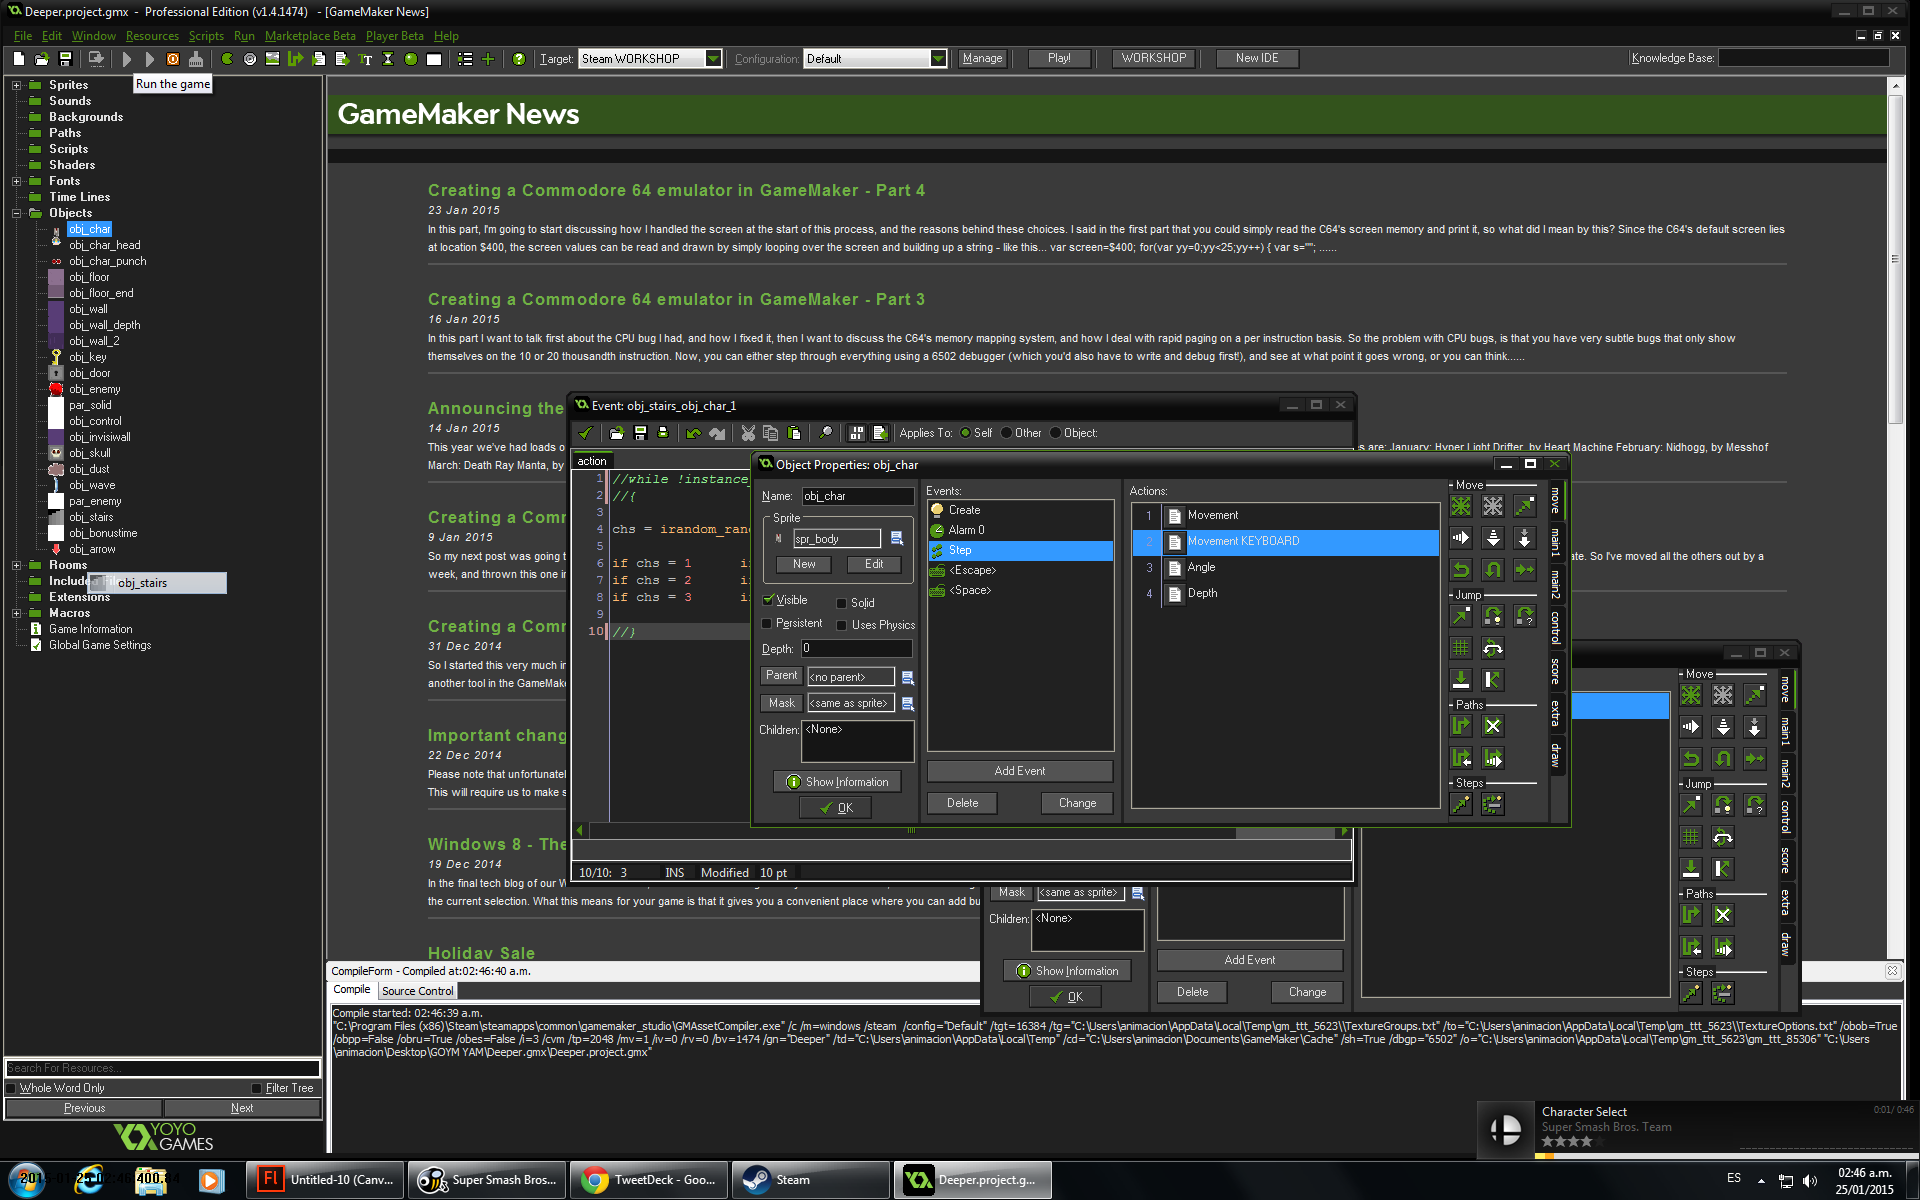 Deeper.project.gmx - Professional Edition (v1.4.1474) - [GameMaker News]
File Edit Window Resources Scripts Run Marketplace Beta Player Beta Help
Target: Steam WORKSHOP Configuration: Default Manage Play! WORKSHOP New IDE Knowledge Base:
Run the game
Sprites
Sounds
Backgrounds
Paths
Scripts
Shaders
Fonts
Time Lines
Objects
obj_char
obj_char_head
obj_char_punch
obj_floor
obj_floor_end
obj_wall
obj_wall_depth
obj_wall_2
obj_key
obj_door
obj_enemy
par_solid
obj_control
obj_invisiwall
obj_skull
obj_dust
obj_wave
par_enemy
obj_stairs
obj_bonustime
obj_arrow
Rooms
Included Fil
obj_stairs
Extensions
Macros
Game Information
Global Game Settings
Search For Resources...
Whole Word Only Filter Tree
Previous Next
YOYO GAMES
GameMaker News
Creating a Commodore 64 emulator in GameMaker - Part 4
23 Jan 2015
In this part, I'm going to start discussing how I handled the screen at the start of this process, and the reasons behind these choices. I said in the first part that you could simply read the C64's screen memory and print it, so what did I mean by this? Since the C64's default screen lies
at location $400, the screen values can be read and drawn by simply looping over the screen and building up a string - like this... var screen=$400; for(var yy=0;yy<25;yy++) { var s=""; ......
Creating a Commodore 64 emulator in GameMaker - Part 3
16 Jan 2015
In this part I want to talk first about the CPU bug I had, and how I fixed it, then I want to discuss the C64's memory mapping system, and how I deal with rapid paging on a per instruction basis. So the problem with CPU bugs, is that you have very subtle bugs that only show
themselves on the 10 or 20 thousandth instruction. Now, you can either step through everything using a 6502 debugger (which you'd also have to write and debug first!), and see at what point it goes wrong, or you can think......
Announcing the
14 Jan 2015
This year we've had loads o
es are: January: Hyper Light Drifter, by Heart Machine February: Nidhogg, by Messhof
March: Death Ray Manta, by
Creating a Comm
9 Jan 2015
So my next post was going t
ate. So I've moved all the others out by a
week, and thrown this one in
Creating a Comm
31 Dec 2014
So I started this very much in
another tool in the GameMake
Important chang
22 Dec 2014
Please note that unfortunatel
This will require us to make s
Windows 8 - The
19 Dec 2014
In the final tech blog of our W
the current selection. What this means for your game is that it gives you a convenient place where you can add bu
Holiday Sale
Event: obj_stairs_obj_char_1
Applies To: Self Other Object:
action
1 //while !instance_
2 //{
3
4 chs = irandom_ran
5
6 if chs = 1 i
7 if chs = 2 i
8 if chs = 3 i
9
10 //}
10/10: 3 INS Modified 10 pt
Object Properties: obj_char
Name: obj_char
Sprite
spr_body
New Edit
Visible Solid
Persistent Uses Physics
Depth: 0
Parent <no parent>
Mask <same as sprite>
Children: <None>
Show Information
OK
Events:
Create
Alarm 0
Step
<Escape>
<Space>
Add Event
Delete Change
Actions:
1 Movement
2 Movement KEYBOARD
3 Angle
4 Depth
Move
Jump
Paths
Steps
move
main1
main2
control
score
extra
draw
Mask <same as sprite>
Children: <None>
Show Information
OK
Add Event
Delete Change
Move
Jump
Paths
Steps
move
main1
main2
control
score
extra
draw
CompileForm - Compiled at:02:46:40 a.m.
Compile Source Control
Compile started: 02:46:39 a.m.
"C:\Program Files (x86)\Steam\steamapps\common\gamemaker_studio\GMAssetCompiler.exe" /c /m=windows /steam /config="Default" /tgt=16384 /tg="C:\Users\animacion\AppData\Local\Temp\gm_ttt_5623\\TextureGroups.txt" /to="C:\Users\animacion\AppData\Local\Temp\gm_ttt_5623\\TextureOptions.txt" /obob=True
/obpp=False /obru=True /obes=False /i=3 /cvm /tp=2048 /mv=1 /iv=0 /rv=0 /bv=1474 /gn="Deeper" /td="C:\Users\animacion\AppData\Local\Temp" /cd="C:\Users\animacion\Documents\GameMaker\Cache" /sh=True /dbgp="6502" /o="C:\Users\animacion\AppData\Local\Temp\gm_ttt_5623\gm_ttt_85306" "C:\Users
\animacion\Desktop\GOYM YAM\Deeper.gmx\Deeper.project.gmx"
Character Select 0:01/ 0:46
Super Smash Bros. Team
Untitled-10 (Canv... Super Smash Bros... TweetDeck - Goo... Steam Deeper.project.g...
ES
02:46 a.m.
25/01/2015